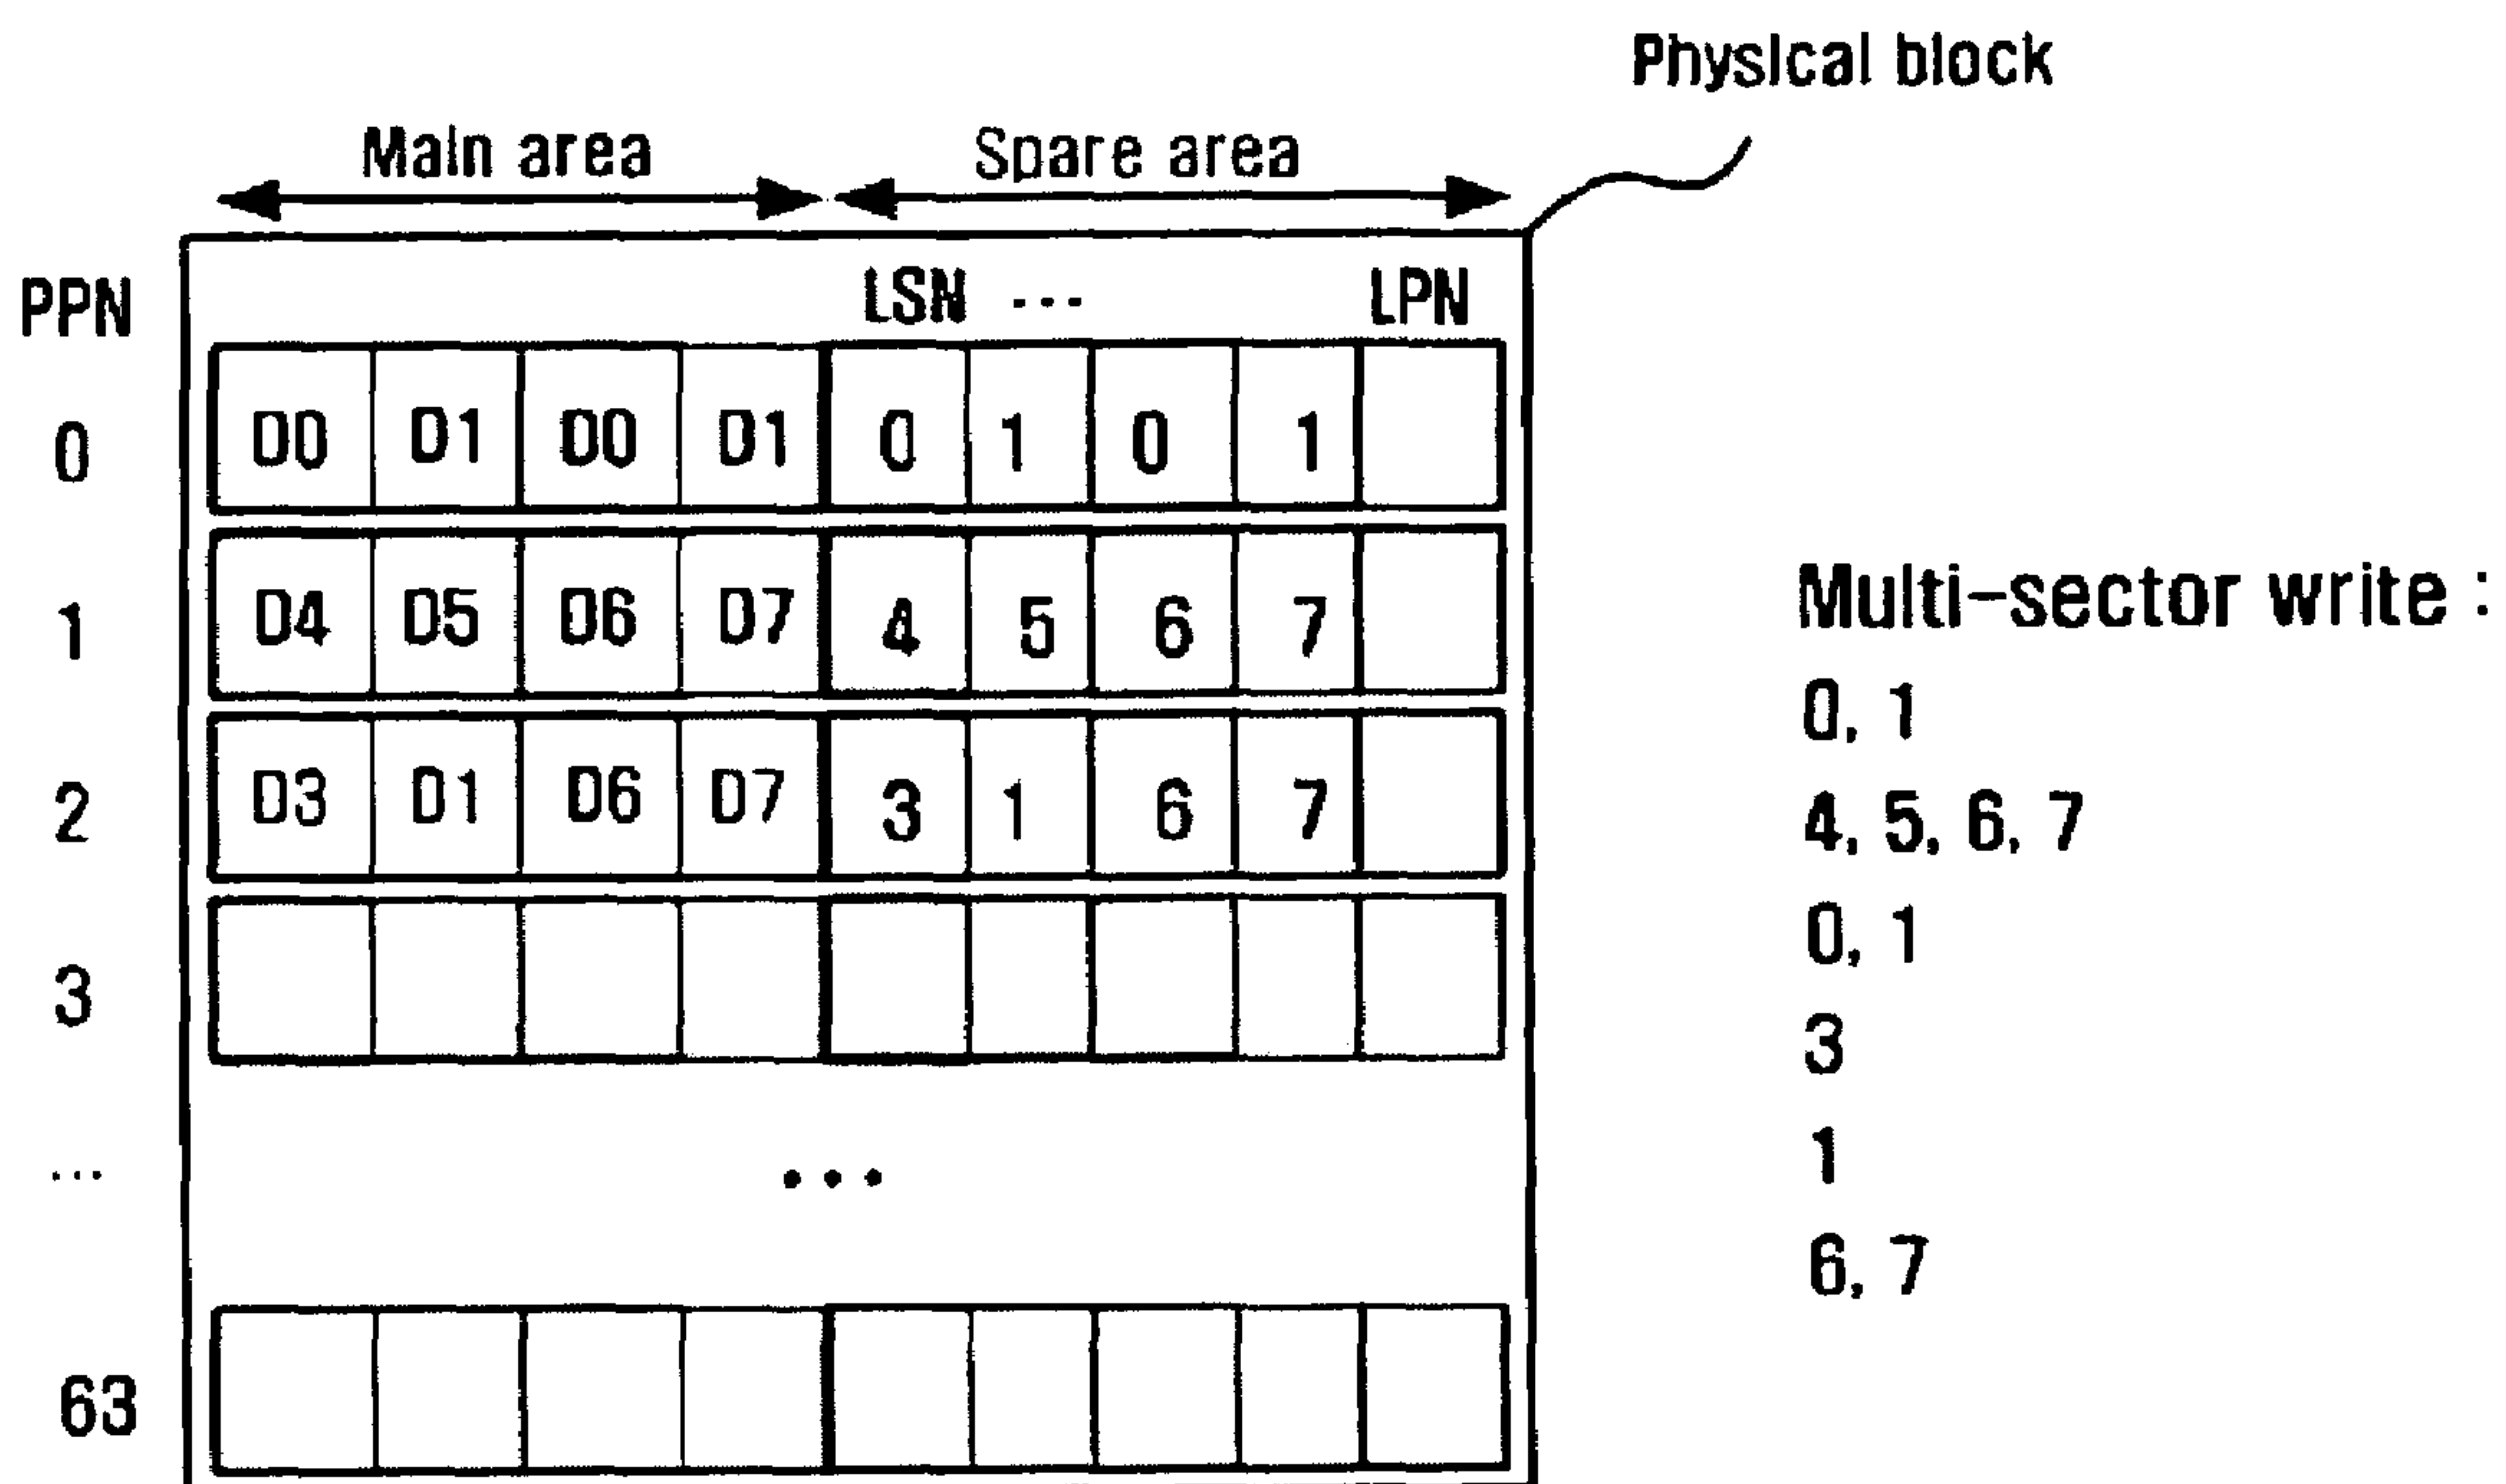 Physical block
Main area Spare area
PPN LSN --- LPN
0 D0 D1 D0 D1 0 1 0 1
1 D4 D5 D6 D7 4 5 6 7
2 D3 D1 D6 D7 3 1 6 7
3
... ...
63
Multi-sector write :
0, 1
4, 5, 6, 7
0, 1
3
1
6, 7